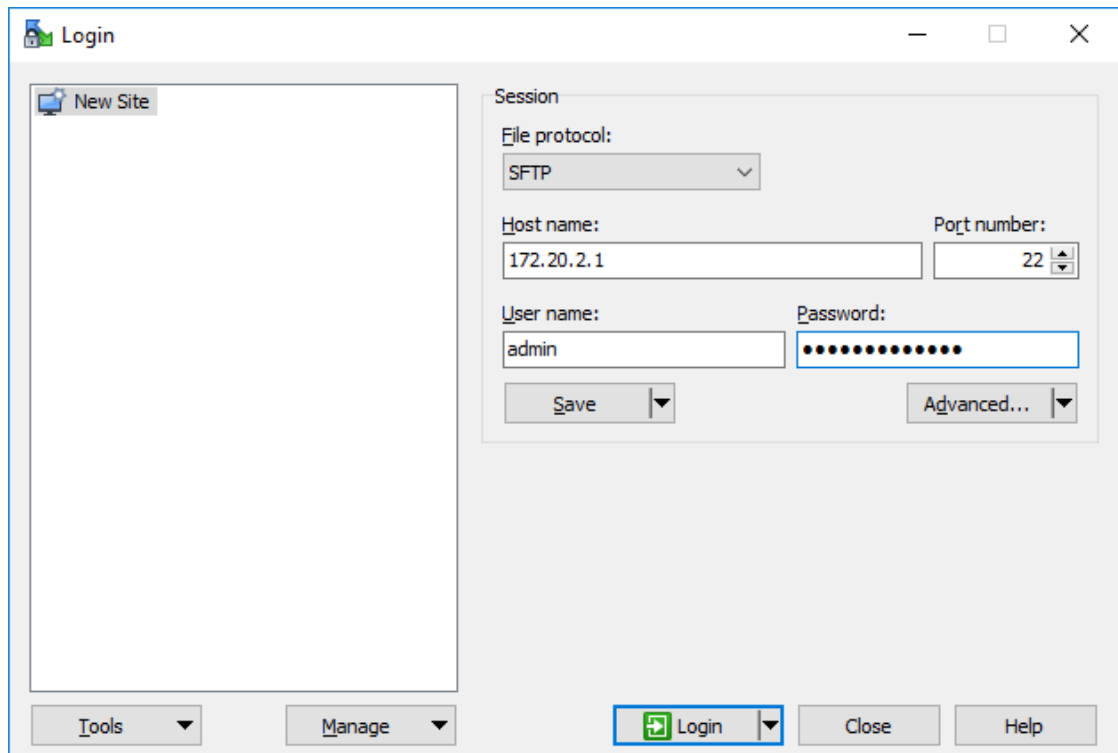 Login
New Site
Session
File protocol:
SFTP
Host name:
Port number:
172.20.2.1
22
User name:
Password:
admin
•••••••••••••
Save
Advanced...
Tools
Manage
Login
Close
Help